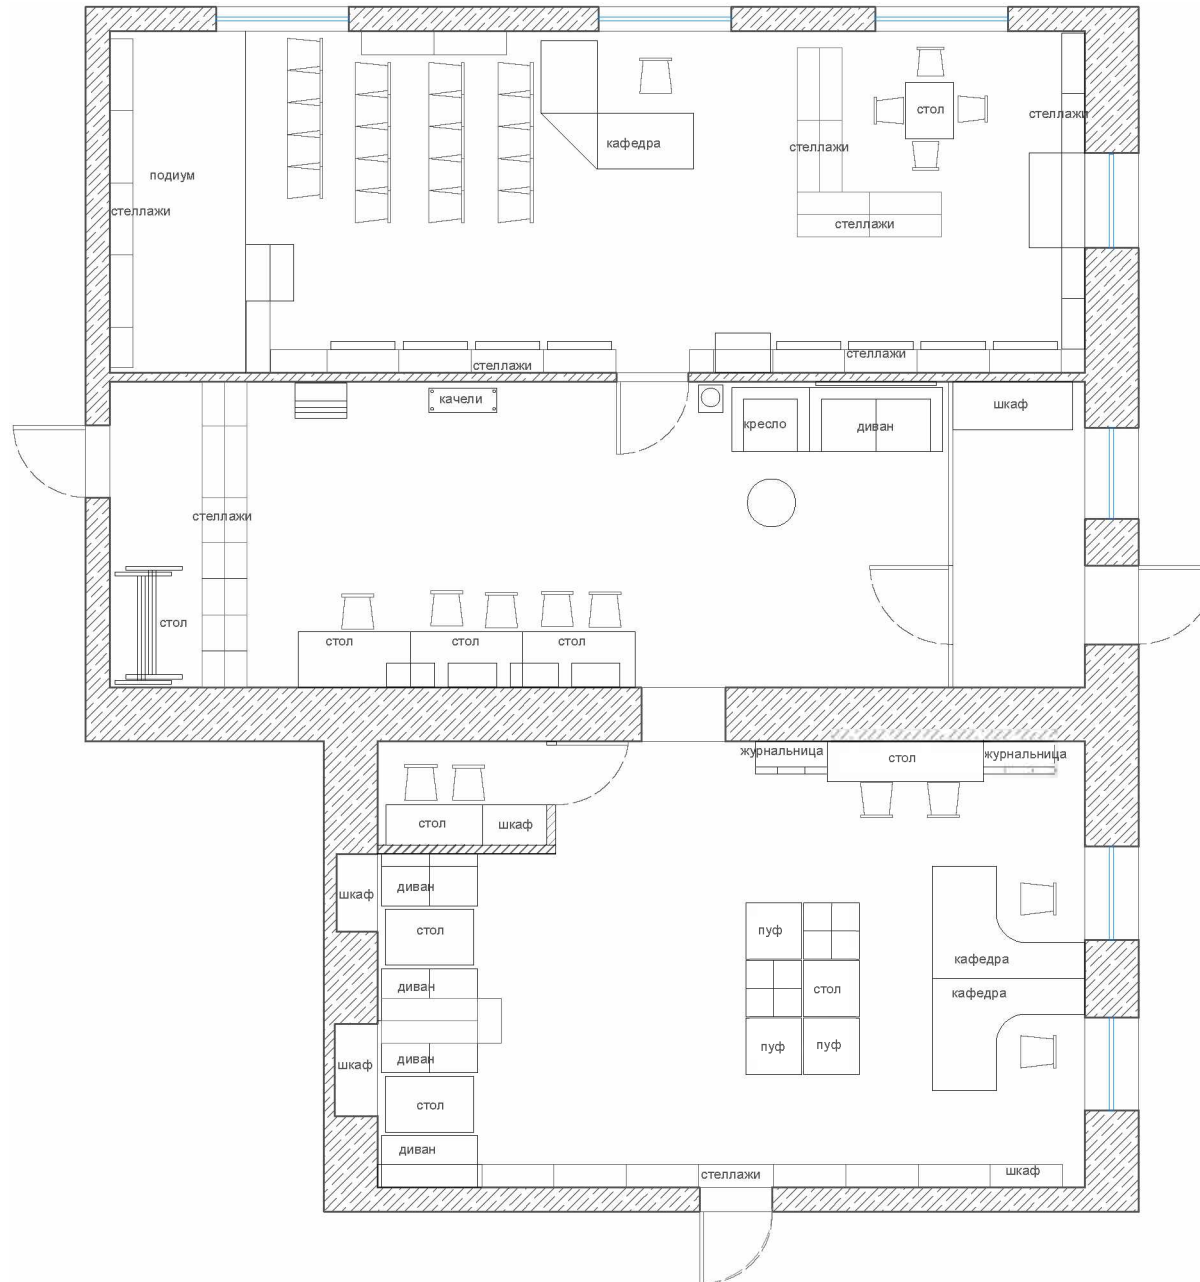 стол
стеллажи
кафедра
стеллажи
подиум
стеллажи
стеллажи
стеллажи
стеллажи
качели
шкаф
кресло
диван
стеллажи
стол
стол
стол
стол
журнальница
стол
журнальница
стол
шкаф
шкаф
диван
стол
пуф
кафедра
диван
стол
кафедра
диван
шкаф
пуф
пуф
стол
диван
стеллажи
шкаф